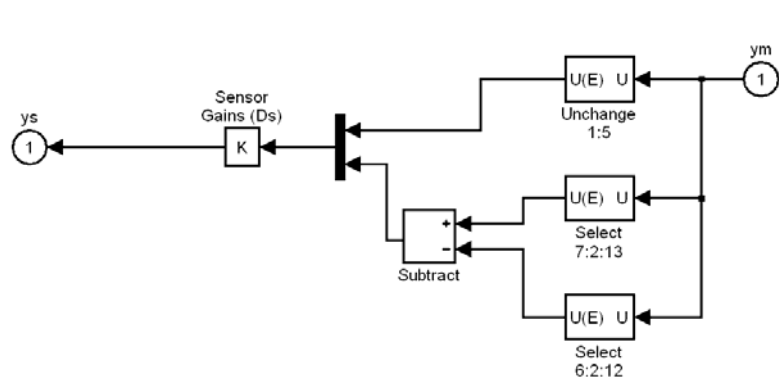 ym
1
U(E) U
Unchange
1:5
Sensor
Gains (Ds)
K
ys
1
U(E) U
Select
7:2:13
+
−
Subtract
U(E) U
Select
6:2:12